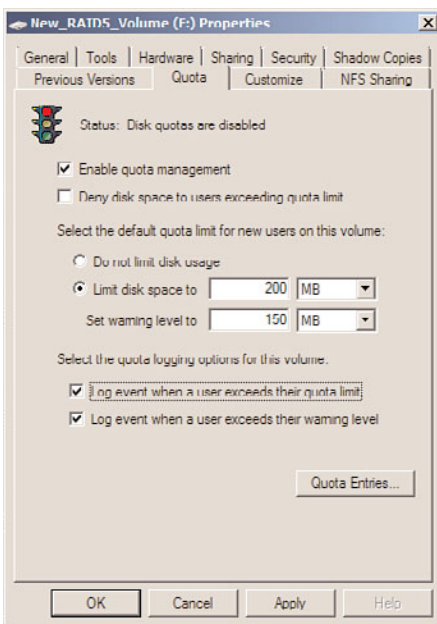 New_RAID5_Volume (E:) Properties
General Tools Hardware Sharing Security Shadow Copies
Previous Versions Quota Customize NFS Sharing
Status: Disk quotas are disabled
Enable quota management
Deny disk space to users exceeding quota limit
Select the default quota limit for new users on this volume:
Do not limit disk usage
Limit disk space to 200 MB
Set warning level to 150 MB
Select the quota logging options for this volume:
Log event when a user exceeds their quota limit
Log event when a user exceeds their warning level
Quota Entries...
OK Cancel Apply Help